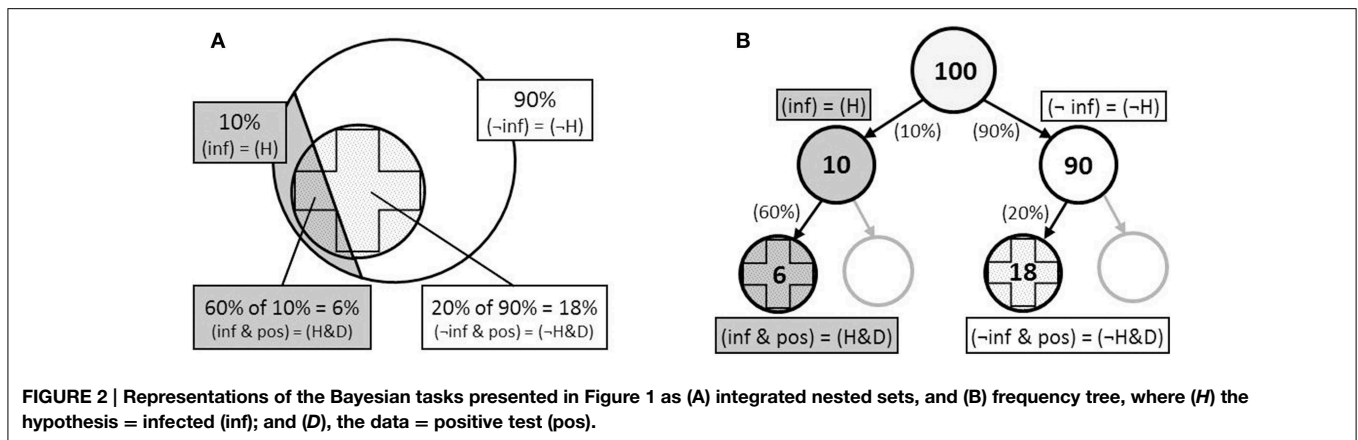 A
10%
(inf) = (H)
90%
(¬inf) = (¬H)
60% of 10% = 6%
(inf & pos) = (H&D)
20% of 90% = 18%
(¬inf & pos) = (¬H&D)
B
100
(inf) = (H)
(¬ inf) = (¬H)
(10%)
(90%)
10
90
(60%)
(20%)
6
18
(inf & pos) = (H&D)
(¬inf & pos) = (¬H&D)
FIGURE 2 | Representations of the Bayesian tasks presented in Figure 1 as (A) integrated nested sets, and (B) frequency tree, where (H) the
hypothesis = infected (inf); and (D), the data = positive test (pos).